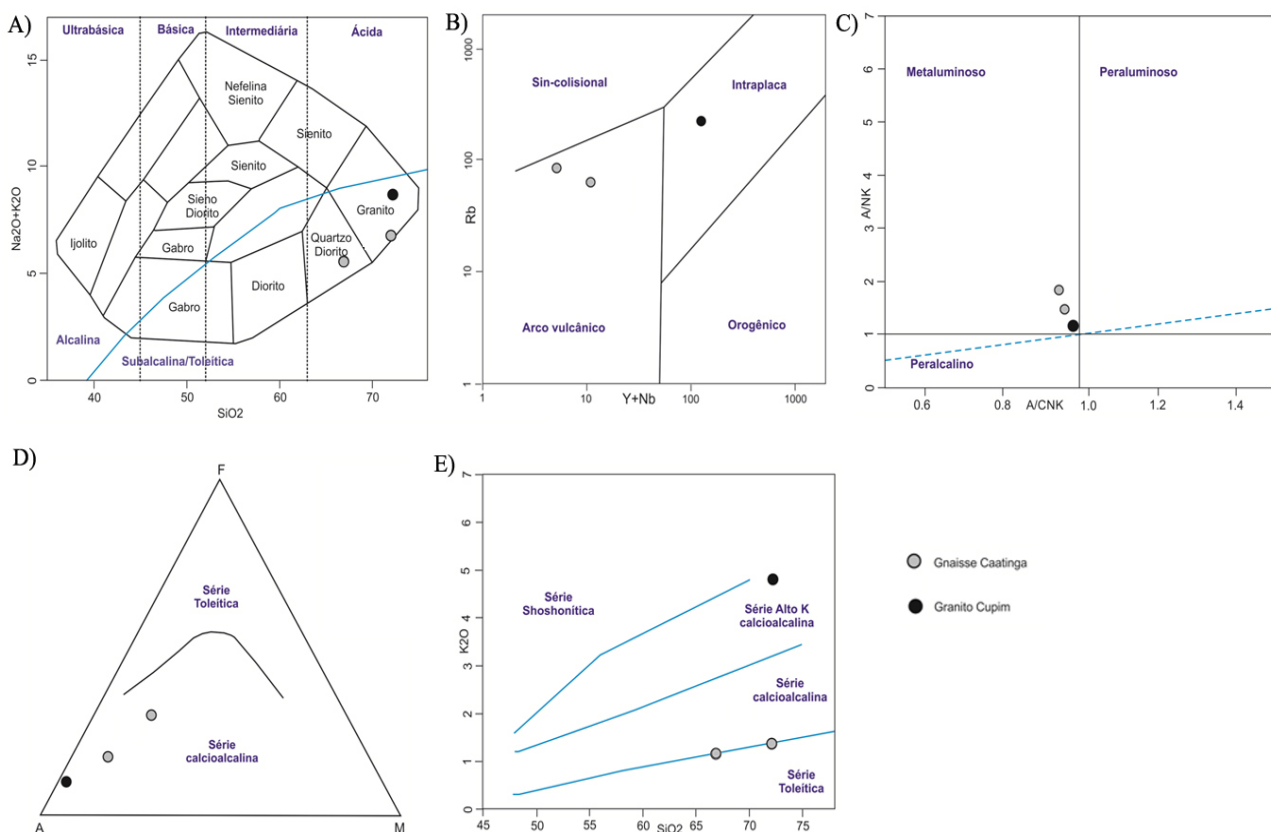 A)
Ultrabásica
Básica
Intermediária
Ácida
Nefelina
Sienito
Sienito
Sienito
Sieno
Diorito
Granito
Quartzo
Diorito
Ijolito
Gabro
Gabro
Diorito
Alcalina
Subalcalina/Toleítica
Na2O+K2O
0
5
10
15
40
50
60
70
SiO2
B)
Sin-colisional
Intraplaca
Arco vulcânico
Orogênico
Rb
1000
100
10
1
1
10
100
1000
Y+Nb
C)
Metaluminoso
Peraluminoso
Peralcalino
A/NK
7
6
5
4
3
2
1
0
0.6
0.8
A/CNK
1.0
1.2
1.4
D)
F
Série
Toleítica
Série
calcioalcalina
A
M
E)
K2O
7
6
5
4
3
2
1
0
Série
Shoshonítica
Série Alto K
calcioalcalina
Série
calcioalcalina
Série
Toleítica
45
50
55
60
65
70
75
SiO2
Gnaisse Caatinga
Granito Cupim